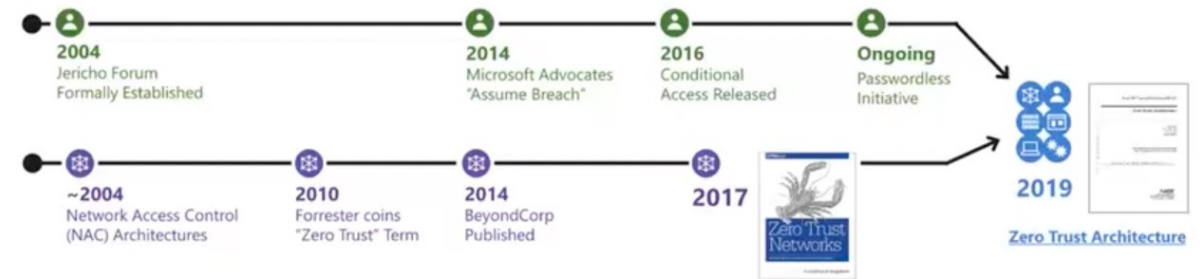 2004
Jericho Forum
Formally Established
2014
Microsoft Advocates
"Assume Breach"
2016
Conditional
Access Released
Ongoing
Passwordless
Initiative
~2004
Network Access Control
(NAC) Architectures
2010
Forrester coins
"Zero Trust" Term
2014
BeyondCorp
Published
2017
Zero Trust
Networks
2019
Zero Trust Architecture